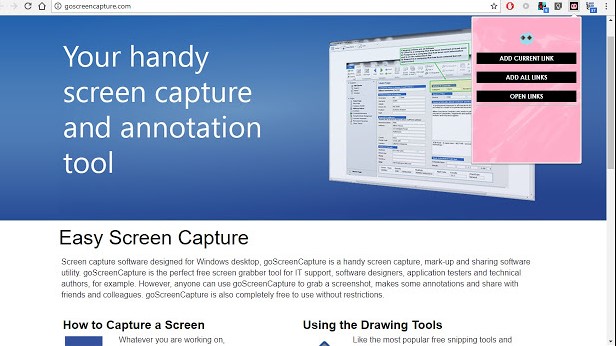 goscreencapture.com
Your handy
screen capture
and annotation
tool
ADD CURRENT LINK
ADD ALL LINKS
OPEN LINKS
Easy Screen Capture
Screen capture software designed for Windows desktop, goScreenCapture is a handy screen capture, mark-up and sharing software
utility. goScreenCapture is the perfect free screen grabber tool for IT support, software designers, application testers and technical
authors, for example. However, anyone can use goScreenCapture to grab a screenshot, makes some annotations and share with
friends and colleagues. goScreenCapture is also completely free to use without restrictions.
How to Capture a Screen
Using the Drawing Tools
Whatever you are working on,
Like the most popular free snipping tools and